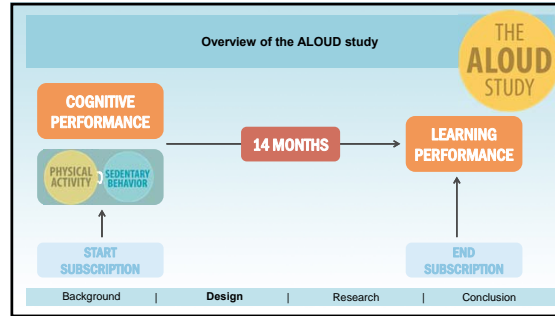 Overview of the ALOUD study
THE
ALOUD
STUDY
COGNITIVE
PERFORMANCE
14 MONTHS
LEARNING
PERFORMANCE
PHYSICAL
ACTIVITY
SEDENTARY
BEHAVIOR
START
SUBSCRIPTION
END
SUBSCRIPTION
Background | Design | Research | Conclusion